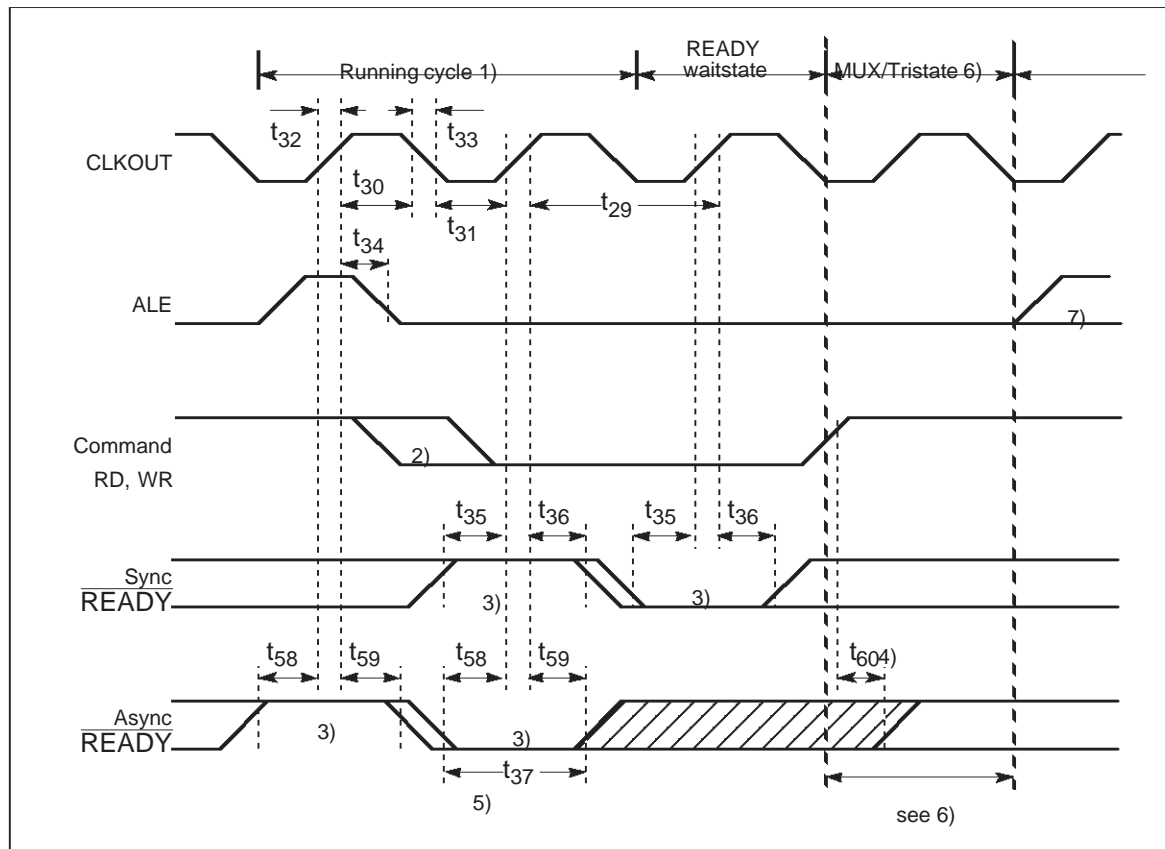 READY
waitstate
Running cycle 1)
MUX/Tristate 6)
t32
t33
CLKOUT
t30
t31
t29
t34
ALE
7)
Command
RD, WR
2)
t35
t36
t35
t36
Sync
READY
3)
3)
t58
t59
t58
t59
t604)
Async
READY
3)
3)
t37
5)
see 6)